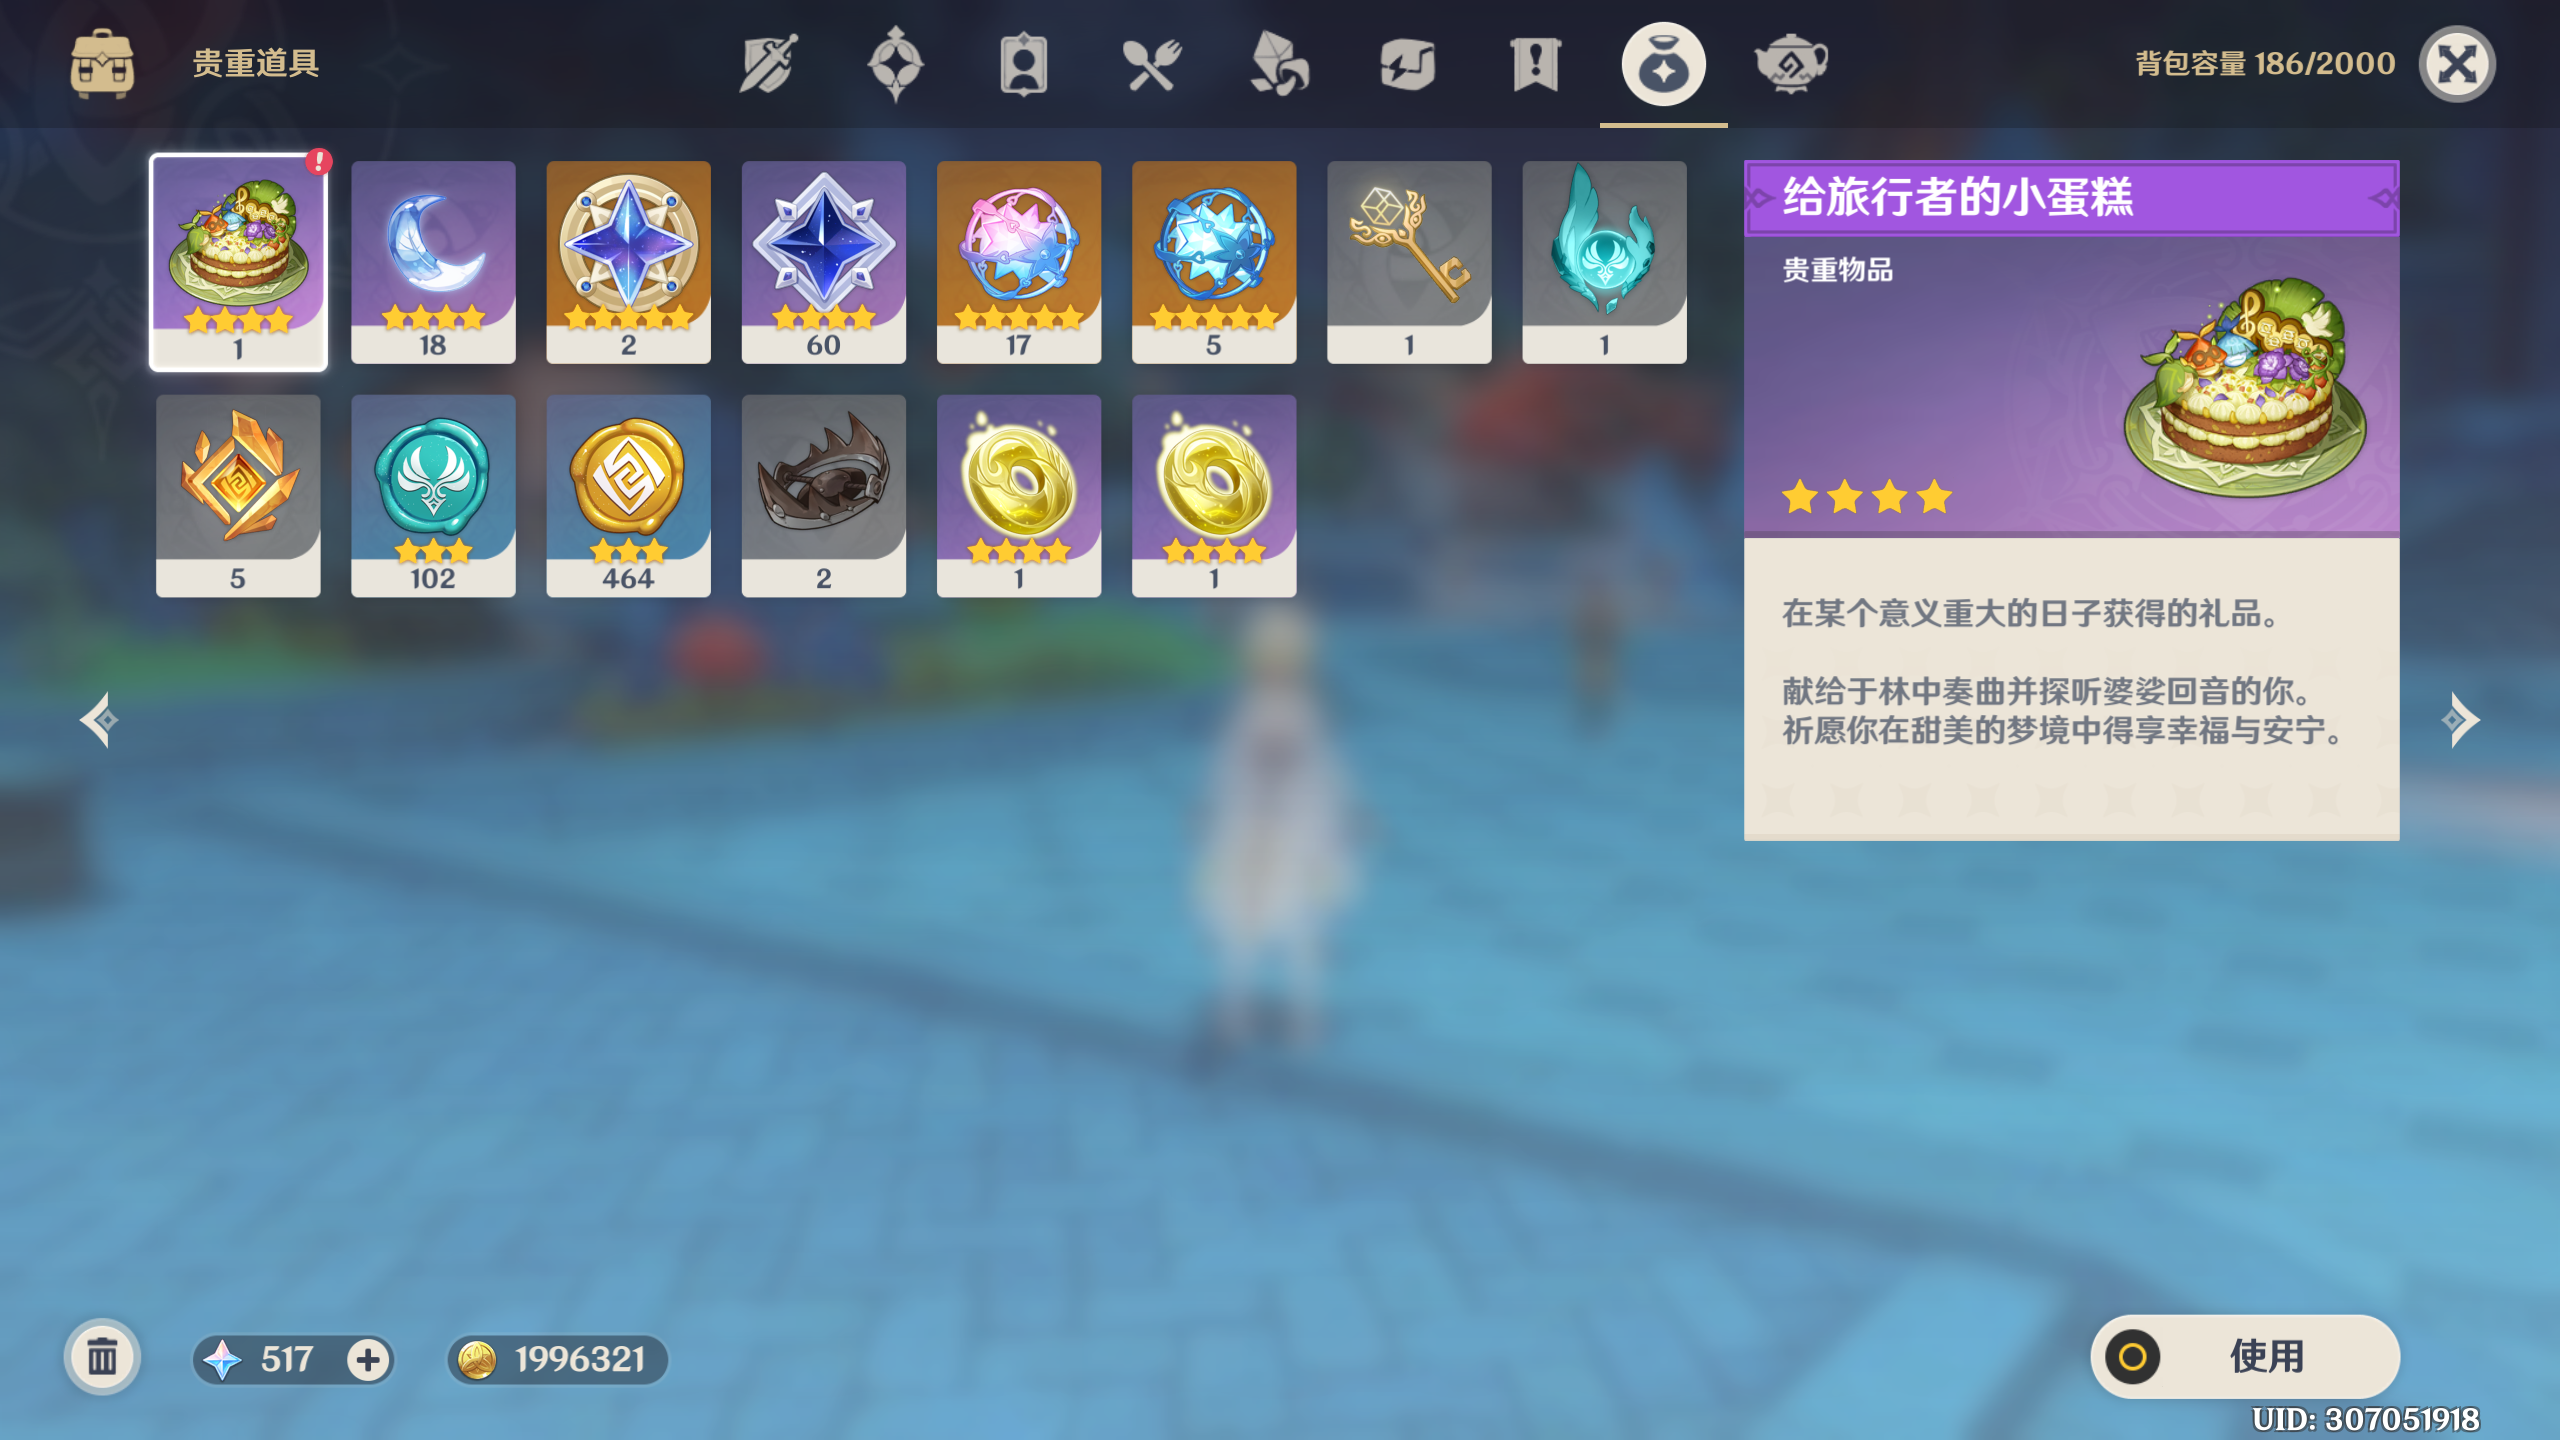 贵重道具
背包容量 186/2000
1
18
2
60
17
5
1
1
5
102
464
2
1
1
给旅行者的小蛋糕
贵重物品
在某个意义重大的日子获得的礼品。
献给于林中奏曲并探听婆娑回音的你。
祈愿你在甜美的梦境中得享幸福与安宁。
517
1996321
使用
UID: 307051918